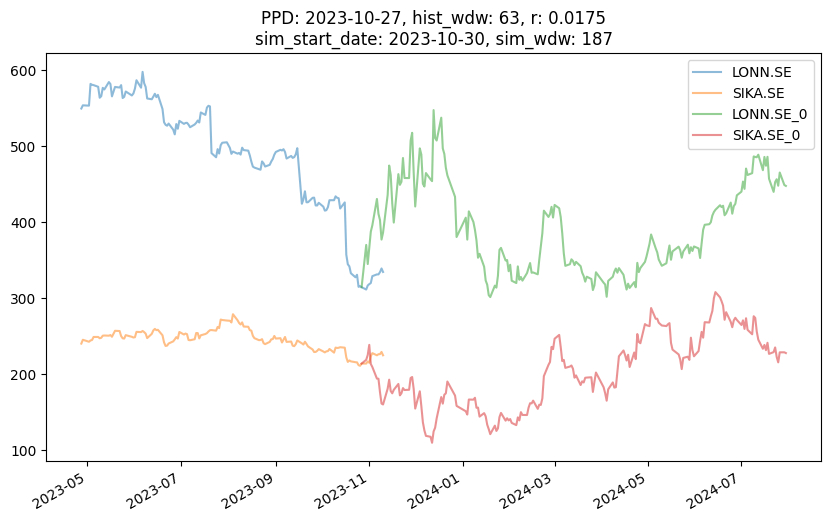 PPD: 2023-10-27, hist_wdw: 63, r: 0.0175
sim_start_date: 2023-10-30, sim_wdw: 187
LONN.SE
SIKA.SE
LONN.SE_0
SIKA.SE_0
600
500
400
300
200
100
2023-05
2023-07
2023-09
2023-11
2024-01
2024-03
2024-05
2024-07